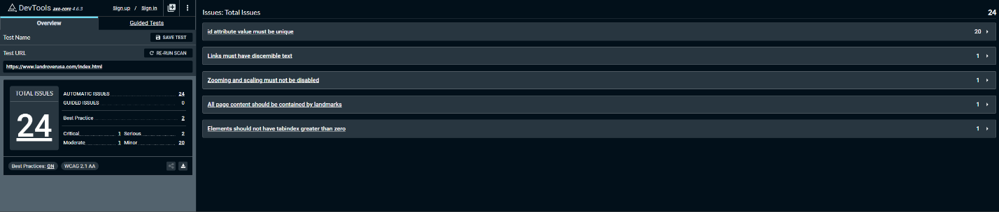 DevTools axe-core 4.6.3 Sign up / Sign in
Overview Guided Tests
Test Name SAVE TEST
Test URL RE-RUN SCAN
https://www.landroverusa.com/index.html
TOTAL ISSUES
24
AUTOMATIC ISSUES 24
GUIDED ISSUES 0
Best Practice 2
Critical 1 Serious 2
Moderate 1 Minor 20
Best Practices: ON WCAG 2.1 AA
Issues: Total Issues 24
id attribute value must be unique 20
Links must have discernible text 1
Zooming and scaling must not be disabled 1
All page content should be contained by landmarks 1
Elements should not have tabindex greater than zero 1